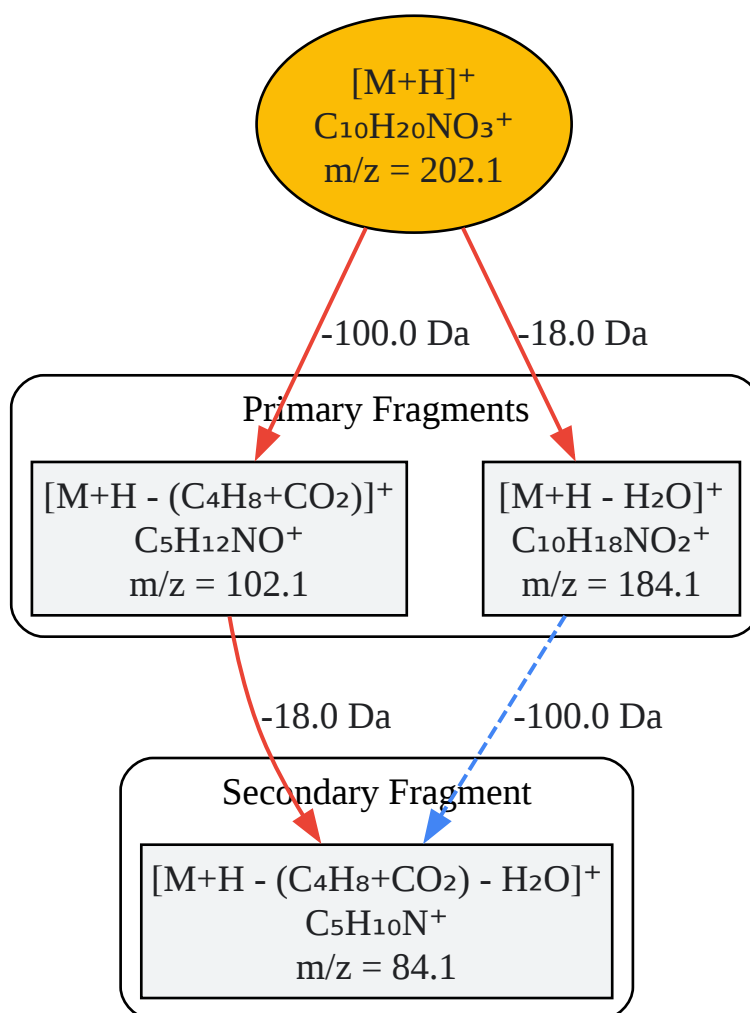 [M+H]⁺
C₁₀H₂₀NO₃⁺
m/z = 202.1
-100.0 Da
-18.0 Da
Primary Fragments
[M+H - (C₄H₈+CO₂)]⁺
C₅H₁₂NO⁺
m/z = 102.1
[M+H - H₂O]⁺
C₁₀H₁₈NO₂⁺
m/z = 184.1
-18.0 Da
-100.0 Da
Secondary Fragment
[M+H - (C₄H₈+CO₂) - H₂O]⁺
C₅H₁₀N⁺
m/z = 84.1